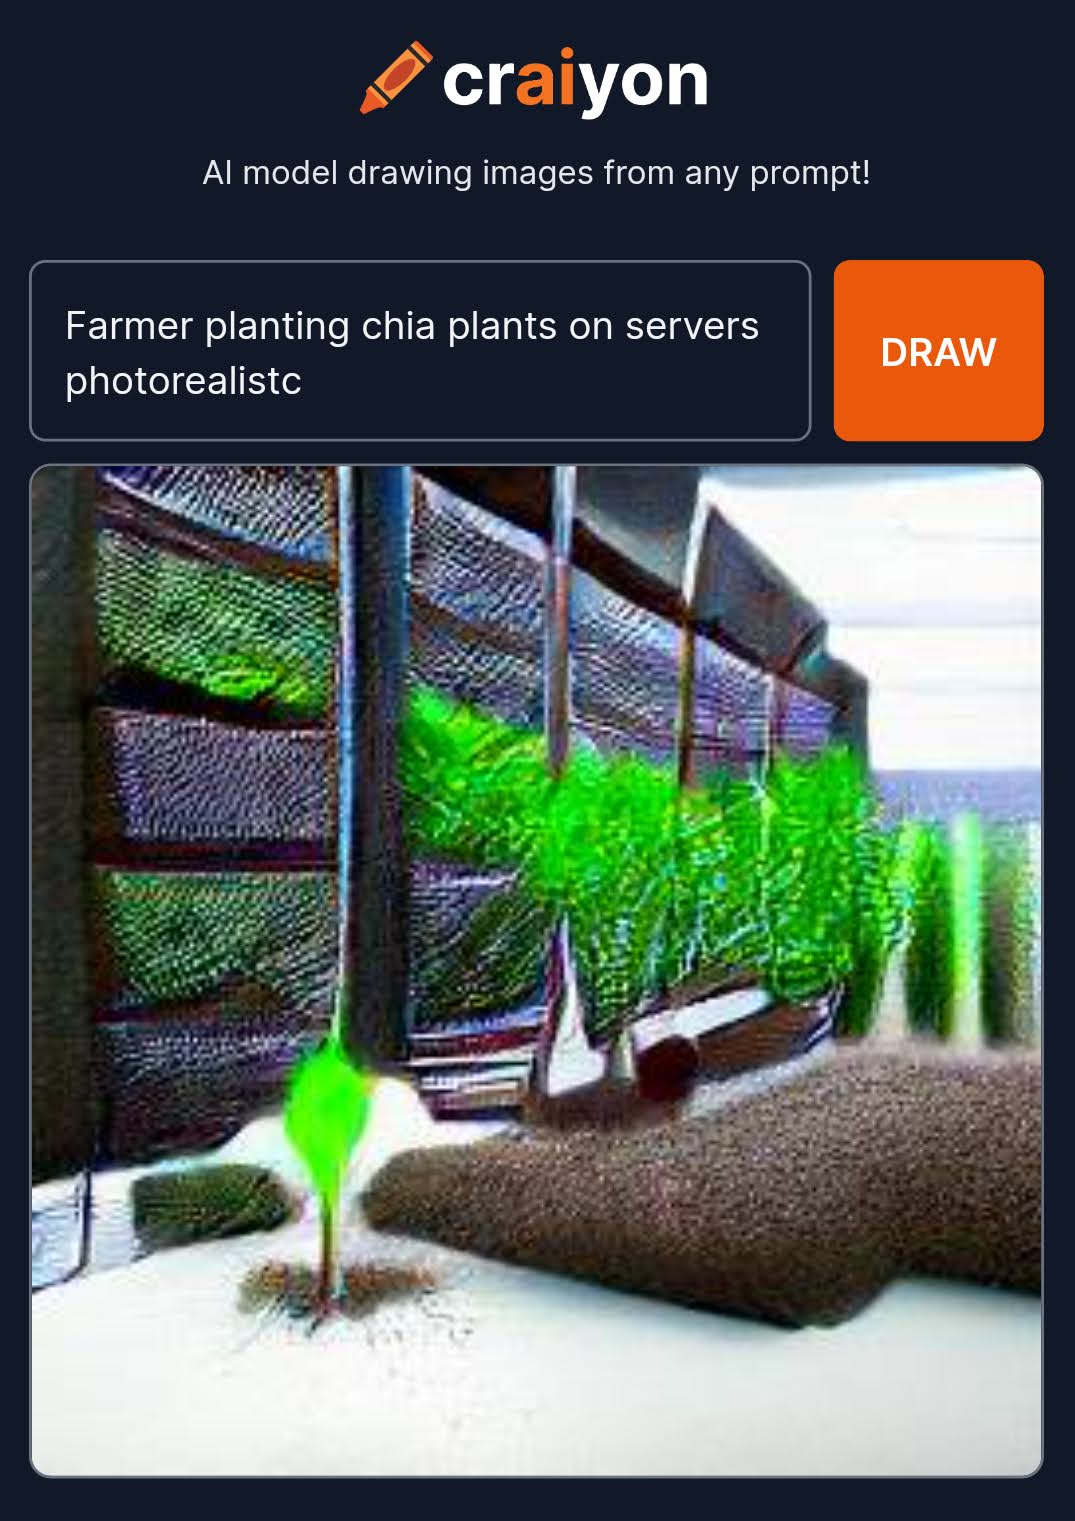 craiyon
AI model drawing images from any prompt!
Farmer planting chia plants on servers
photorealistc
DRAW